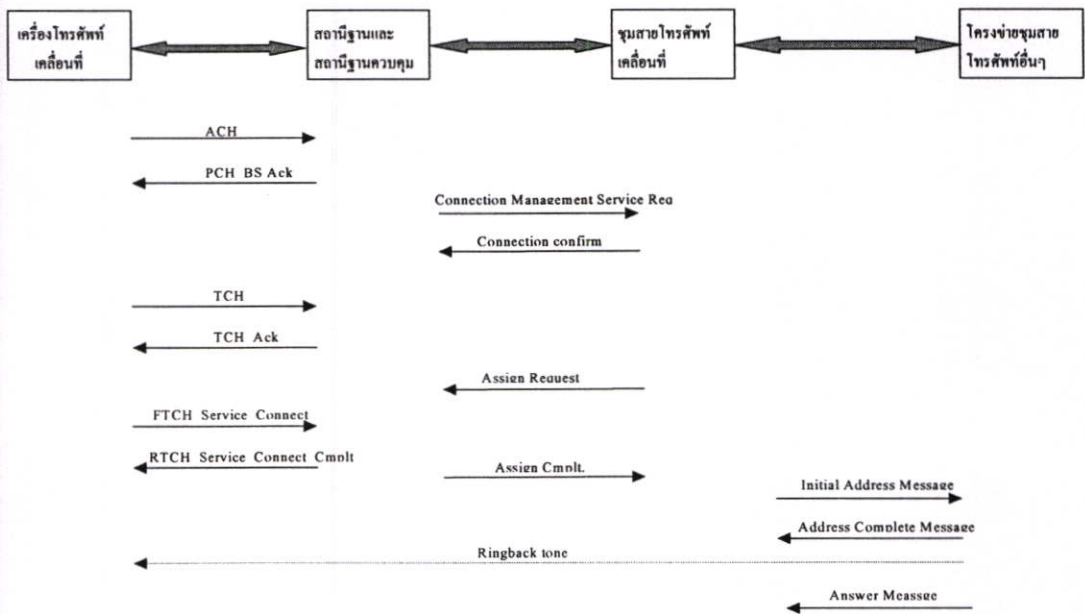 เครื่องโทรศัพท์
เคลื่อนที่
สถานีฐานและ
สถานีฐานควบคุม
ชุมสายโทรศัพท์
เคลื่อนที่
โครงข่ายชุมสาย
โทรศัพท์อื่นๆ
ACH
PCH BS Ack
Connection Management Service Req
Connection confirm
TCH
TCH Ack
Assign Request
FTCH Service Connect
RTCH Service Connect Cmplt
Assign Cmplt.
Initial Address Message
Address Complete Message
Ringback tone
Answer Meassge